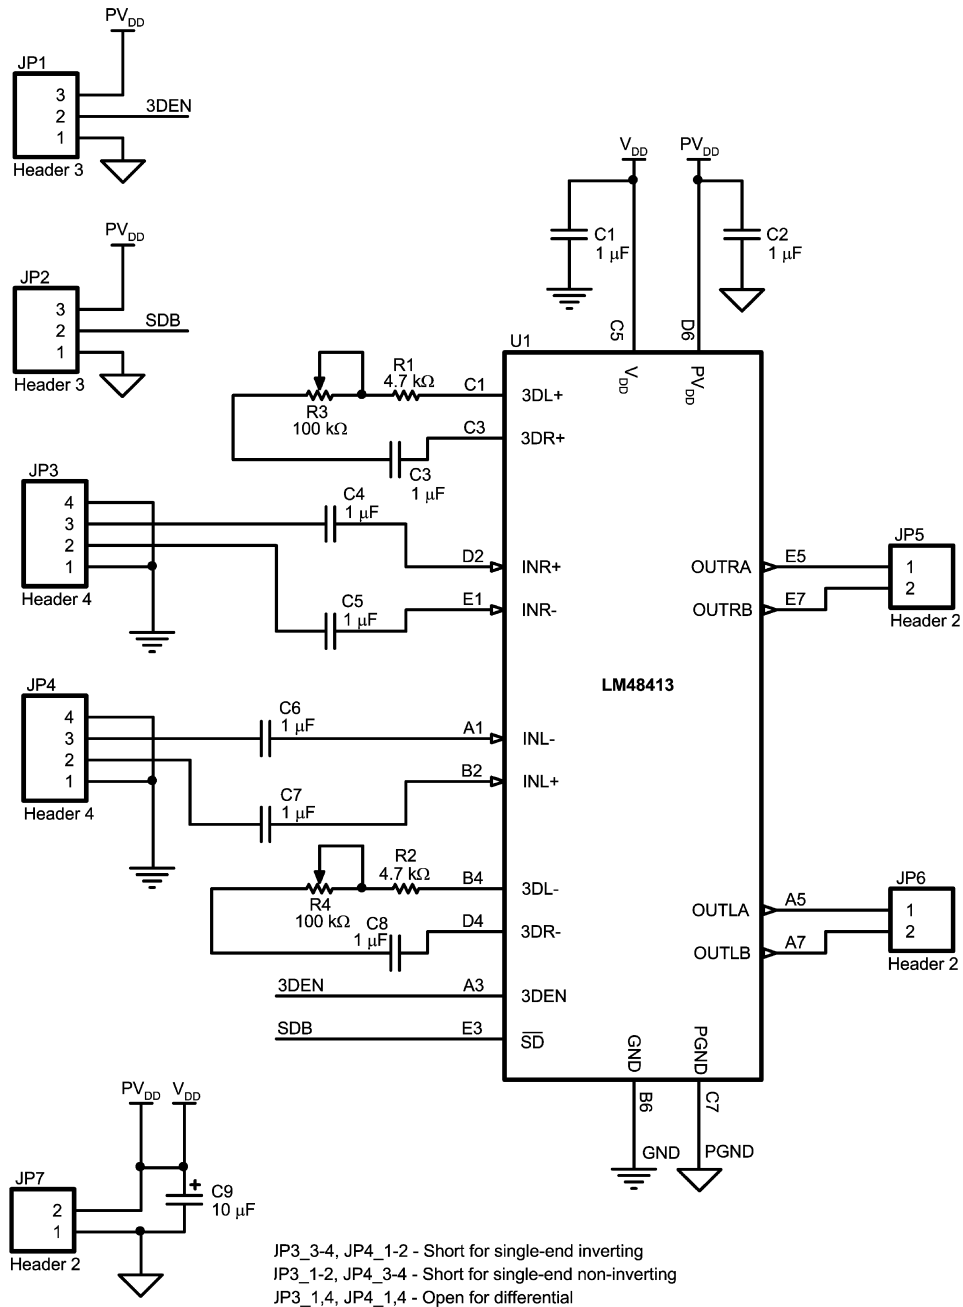 PVDD
JP1
3
2
1
3DEN
Header 3
PVDD
JP2
3
2
1
SDB
Header 3
VDD
PVDD
C1
1 µF
C2
1 µF
C5
D6
U1
VDD
PVDD
R1
4.7 kΩ
C1
3DL+
R3
100 kΩ
C3
3DR+
C3
1 µF
JP3
4
3
2
1
Header 4
C4
1 µF
D2
INR+
C5
1 µF
E1
INR-
OUTRA
E5
OUTRB
E7
JP5
1
2
Header 2
LM48413
JP4
4
3
2
1
Header 4
C6
1 µF
A1
INL-
C7
1 µF
B2
INL+
R2
4.7 kΩ
B4
3DL-
R4
100 kΩ
C8
1 µF
D4
3DR-
OUTLA
A5
OUTLB
A7
JP6
1
2
Header 2
3DEN
A3
3DEN
SDB
E3
SD
GND
PGND
B6
C7
GND
PGND
PVDD
VDD
JP7
2
1
Header 2
+
C9
10 µF
JP3_3-4, JP4_1-2 - Short for single-end inverting
JP3_1-2, JP4_3-4 - Short for single-end non-inverting
JP3_1,4, JP4_1,4 - Open for differential